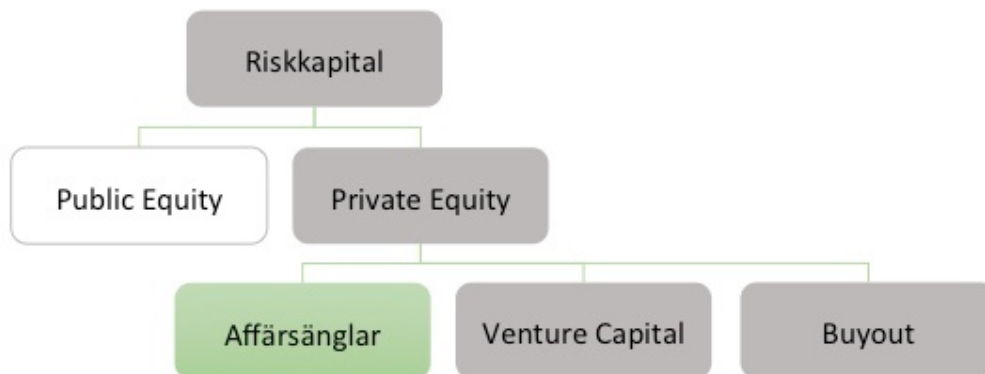 Riskkapital
Public Equity
Private Equity
Affärsänglar
Venture Capital
Buyout